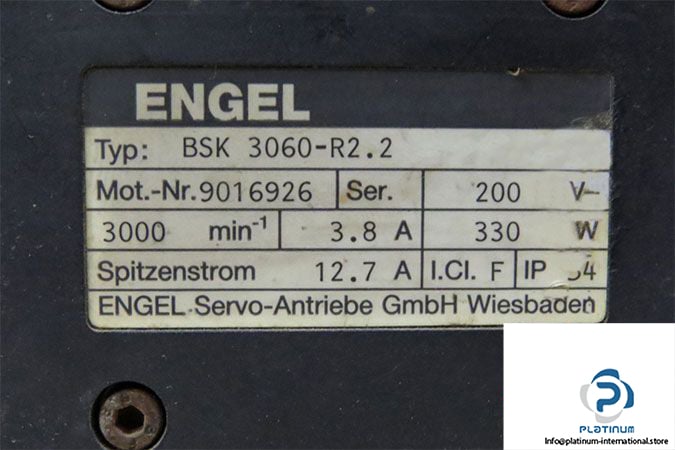 ENGEL
Typ: BSK 3060-R2.2
Mot.-Nr. 9016926 Ser. 200 V-
3000 min-1 3.8 A 330 W
Spitzenstrom 12.7 A I.Cl. F IP
ENGEL Servo-Antriebe GmbH Wiesbaden
PLATINUM
Info@platinum-international.store